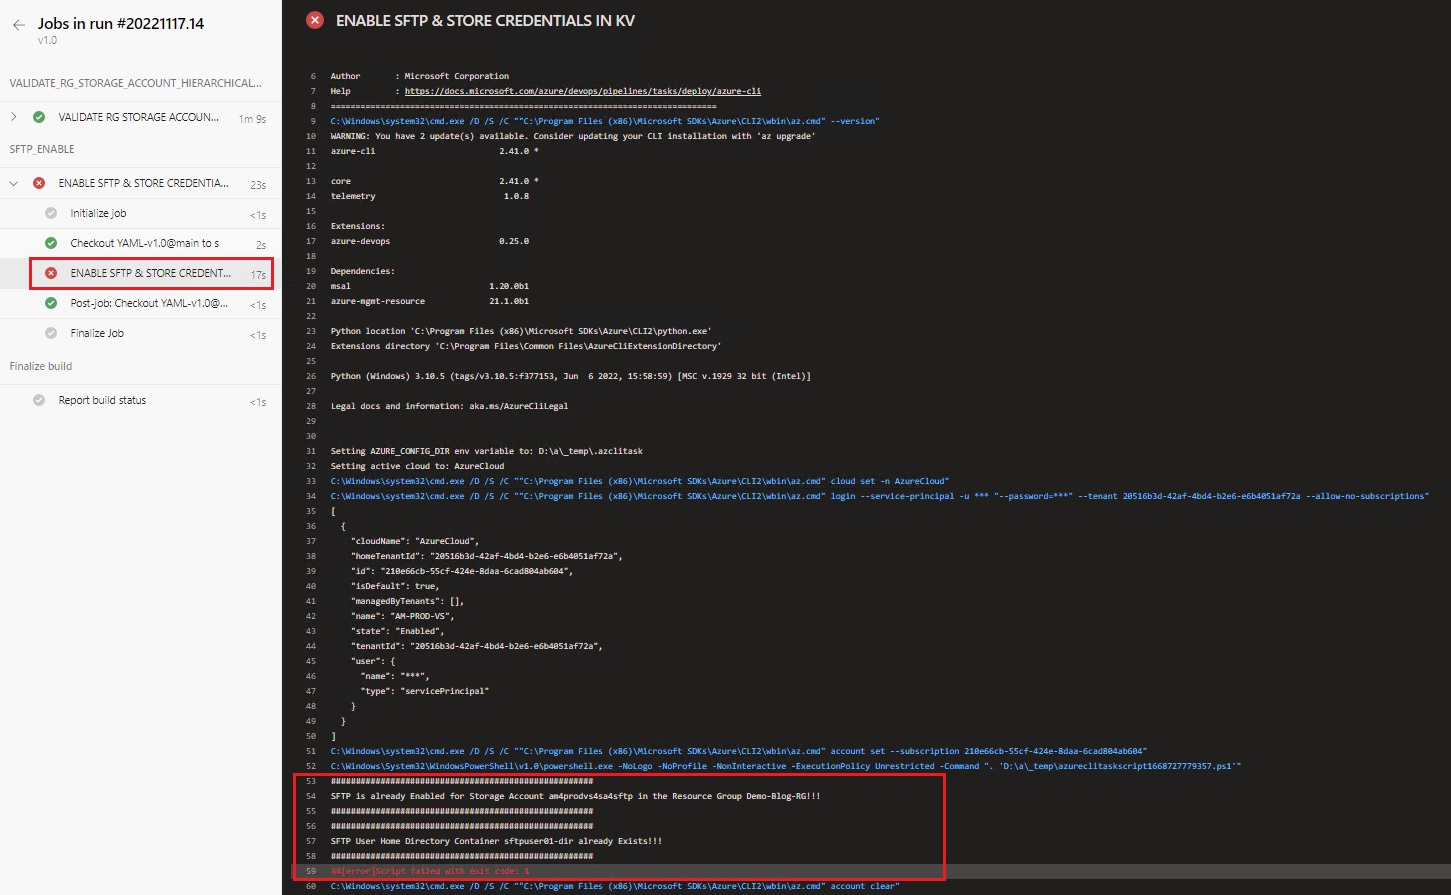 Jobs in run #20221117.14
v1.0
VALIDATE_RG_STORAGE_ACCOUNT_HIERARCHICAL...
VALIDATE RG STORAGE ACCOUN... 1m 9s
SFTP_ENABLE
ENABLE SFTP & STORE CREDENTIA... 23s
Initialize job <1s
Checkout YAML-v1.0@main to s 2s
ENABLE SFTP & STORE CREDENT... 17s
Post-job: Checkout YAML-v1.0@... <1s
Finalize Job <1s
Finalize build
Report build status <1s
ENABLE SFTP & STORE CREDENTIALS IN KV
6 Author : Microsoft Corporation
7 Help : https://docs.microsoft.com/azure/devops/pipelines/tasks/deploy/azure-cli
8 ==============================================================================
9 C:\Windows\system32\cmd.exe /D /S /C ""C:\Program Files (x86)\Microsoft SDKs\Azure\CLI2\wbin\az.cmd" --version"
10 WARNING: You have 2 update(s) available. Consider updating your CLI installation with 'az upgrade'
11 azure-cli 2.41.0 *
12
13 core 2.41.0 *
14 telemetry 1.0.8
15
16 Extensions:
17 azure-devops 0.25.0
18
19 Dependencies:
20 msal 1.20.0b1
21 azure-mgmt-resource 21.1.0b1
22
23 Python location 'C:\Program Files (x86)\Microsoft SDKs\Azure\CLI2\python.exe'
24 Extensions directory 'C:\Program Files\Common Files\AzureCliExtensionDirectory'
25
26 Python (Windows) 3.10.5 (tags/v3.10.5:f377153, Jun  6 2022, 15:58:59) [MSC v.1929 32 bit (Intel)]
27
28 Legal docs and information: aka.ms/AzureCliLegal
29
30
31 Setting AZURE_CONFIG_DIR env variable to: D:\a\_temp\.azclitask
32 Setting active cloud to: AzureCloud
33 C:\Windows\system32\cmd.exe /D /S /C ""C:\Program Files (x86)\Microsoft SDKs\Azure\CLI2\wbin\az.cmd" cloud set -n AzureCloud"
34 C:\Windows\system32\cmd.exe /D /S /C ""C:\Program Files (x86)\Microsoft SDKs\Azure\CLI2\wbin\az.cmd" login --service-principal -u *** "--password=***" --tenant 20516b3d-42af-4bd4-b2e6-e6b4051af72a --allow-no-subscriptions"
35 [
36 {
37 "cloudName": "AzureCloud",
38 "homeTenantId": "20516b3d-42af-4bd4-b2e6-e6b4051af72a",
39 "id": "210e66cb-55cf-424e-8daa-6cad804ab604",
40 "isDefault": true,
41 "managedByTenants": [],
42 "name": "AM-PROD-VS",
43 "state": "Enabled",
44 "tenantId": "20516b3d-42af-4bd4-b2e6-e6b4051af72a",
45 "user": {
46 "name": "***",
47 "type": "servicePrincipal"
48 }
49 }
50 ]
51 C:\Windows\system32\cmd.exe /D /S /C ""C:\Program Files (x86)\Microsoft SDKs\Azure\CLI2\wbin\az.cmd" account set --subscription 210e66cb-55cf-424e-8daa-6cad804ab604"
52 C:\Windows\System32\WindowsPowerShell\v1.0\powershell.exe -NoLogo -NoProfile -NonInteractive -ExecutionPolicy Unrestricted -Command ". 'D:\a\_temp\azureclitaskscript1668727779357.ps1'"
53 #####################################################
54 SFTP is already Enabled for Storage Account am4prodvs4sa4sftp in the Resource Group Demo-Blog-RG!!!
55 #####################################################
56 #####################################################
57 SFTP User Home Directory Container sftpuser01-dir already Exists!!!
58 #####################################################
59 ##[error]Script failed with exit code: 1
60 C:\Windows\system32\cmd.exe /D /S /C ""C:\Program Files (x86)\Microsoft SDKs\Azure\CLI2\wbin\az.cmd" account clear"